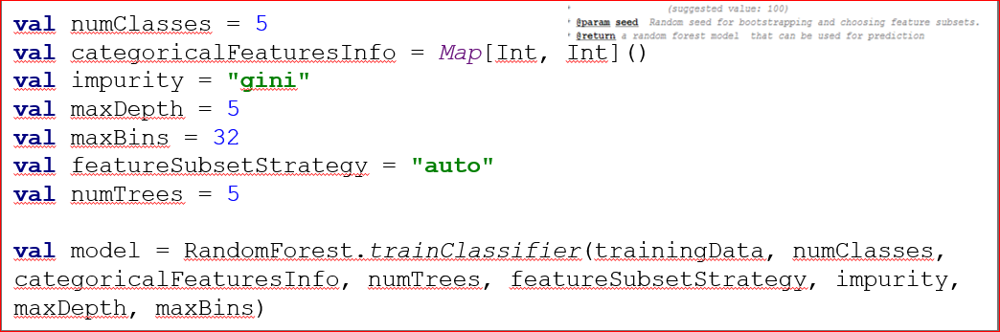 (suggested value: 100)
* @param seed Random seed for bootstrapping and choosing feature subsets.
* @return a random forest model that can be used for prediction
val numClasses = 5
val categoricalFeaturesInfo = Map[Int, Int]()
val impurity = "gini"
val maxDepth = 5
val maxBins = 32
val featureSubsetStrategy = "auto"
val numTrees = 5
val model = RandomForest.trainClassifier(trainingData, numClasses,
categoricalFeaturesInfo, numTrees, featureSubsetStrategy, impurity,
maxDepth, maxBins)